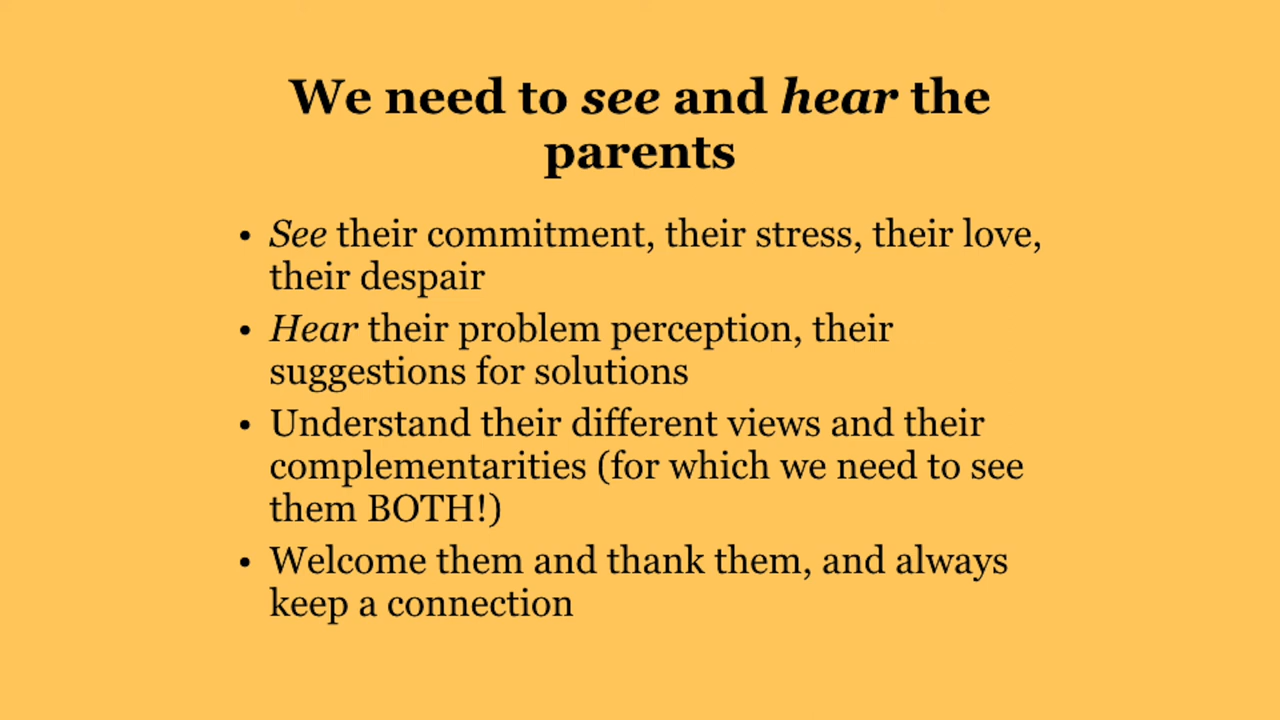 We need to see and hear the
parents
• See their commitment, their stress, their love,
their despair
• Hear their problem perception, their
suggestions for solutions
• Understand their different views and their
complementarities (for which we need to see
them BOTH!)
• Welcome them and thank them, and always
keep a connection